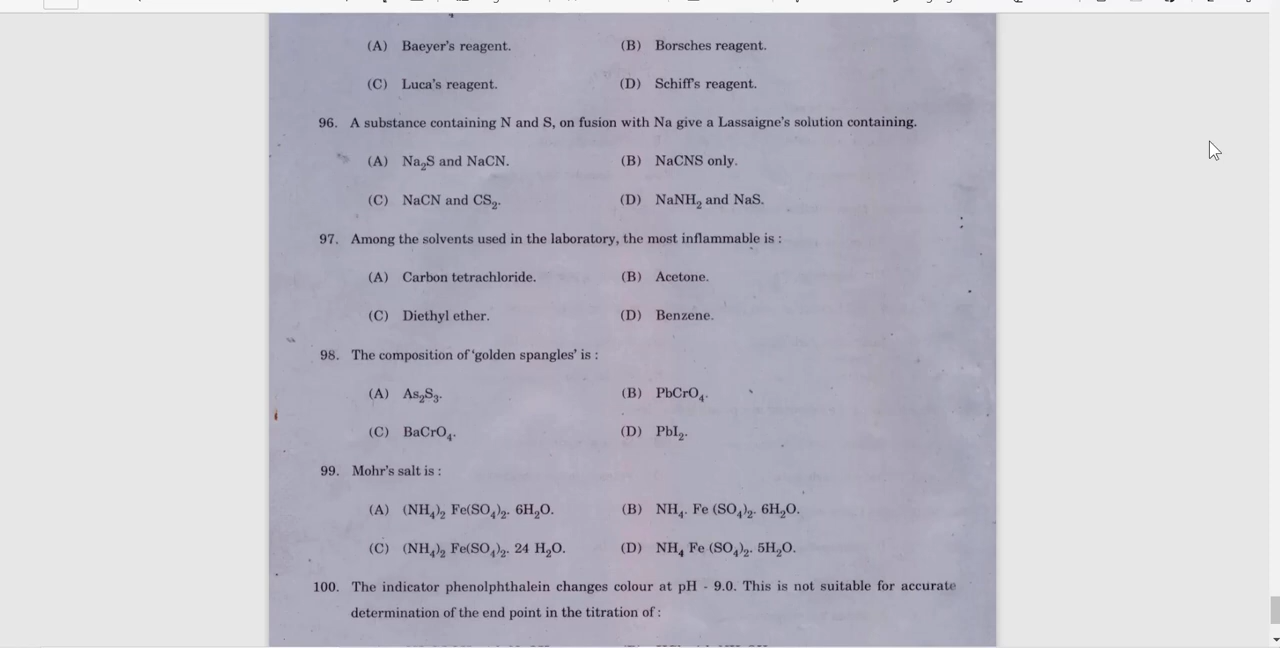 (A) Baeyer's reagent. (B) Borsches reagent.
(C) Luca's reagent. (D) Schiff's reagent.
96. A substance containing N and S, on fusion with Na give a Lassaigne's solution containing.
(A) Na₂S and NaCN. (B) NaCNS only.
(C) NaCN and CS₂. (D) NaNH₂ and NaS.
97. Among the solvents used in the laboratory, the most inflammable is :
(A) Carbon tetrachloride. (B) Acetone.
(C) Diethyl ether. (D) Benzene.
98. The composition of 'golden spangles' is :
(A) As₂S₃. (B) PbCrO₄.
(C) BaCrO₄. (D) PbI₂.
99. Mohr's salt is :
(A) (NH₄)₂ Fe(SO₄)₂. 6H₂O. (B) NH₄. Fe (SO₄)₂. 6H₂O.
(C) (NH₄)₂ Fe(SO₄)₂. 24 H₂O. (D) NH₄ Fe (SO₄)₂. 5H₂O.
100. The indicator phenolphthalein changes colour at pH - 9.0. This is not suitable for accurate
determination of the end point in the titration of :